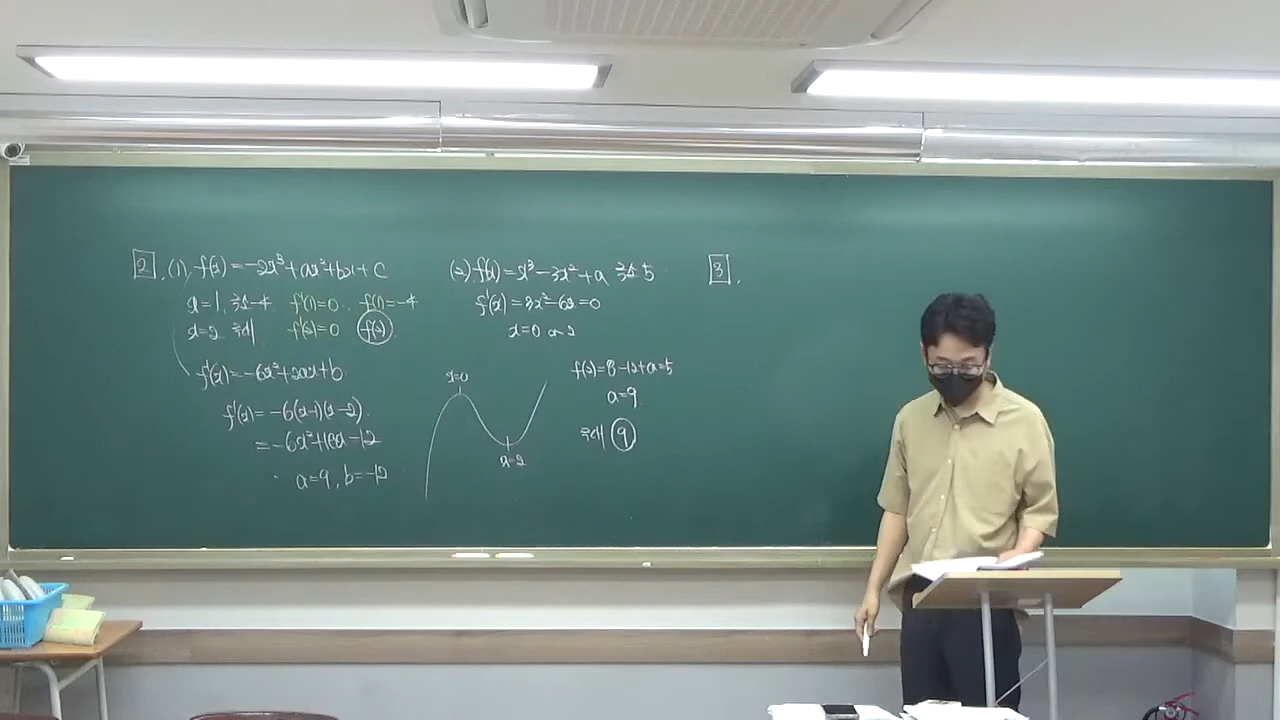 2. (1) f(x) = -2x³ + ax² + bx + c
x=1, 극소 -4 f'(1)=0, f(1)=-4
x=2 극대 f'(2)=0 f(2)
f'(x) = -6x² + 2ax + b
f'(x) = -6(x-1)(x-2).
= -6x² + 18x - 12
a=9, b=-12
(2) f(x) = x³ - 3x² + a 극소 5
f'(x) = 3x² - 6x = 0
x=0 or 2
x=0
x=2
f(2) = 8 - 12 + a = 5
a=9
극대 9
3.